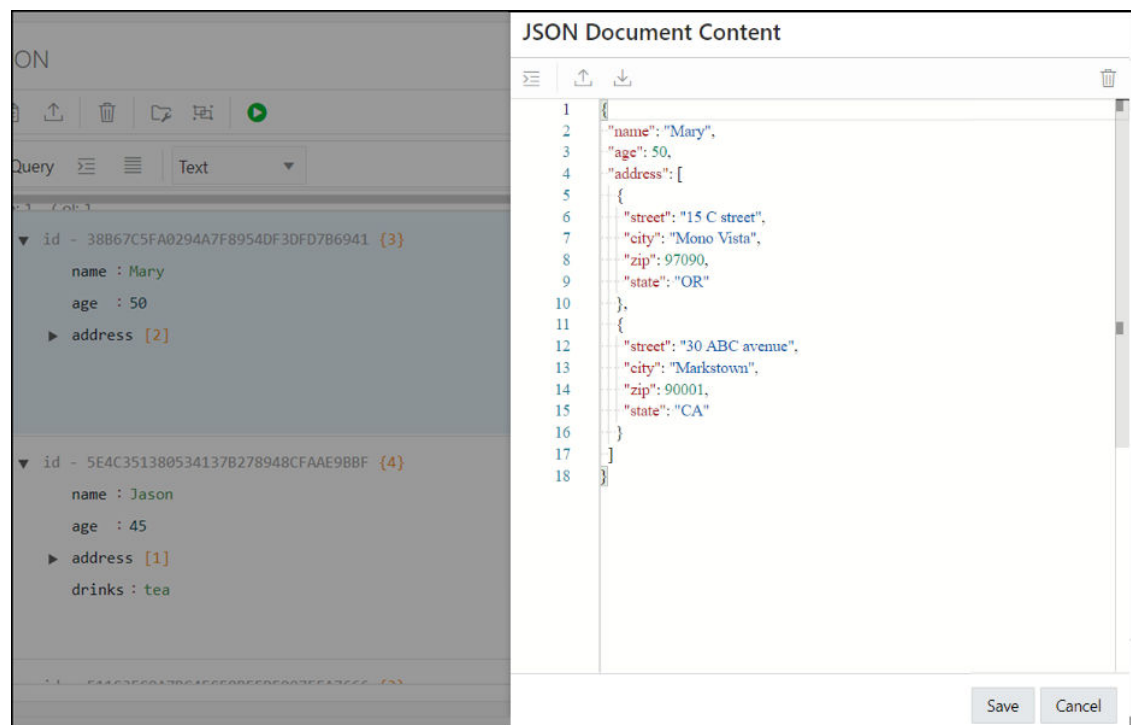 ON
Query
Text
id - 38B67C5FA0294A7F8954DF3DFD7B6941 {3}
name : Mary
age : 50
address [2]
id - 5E4C351380534137B278948CFAAE9BBF {4}
name : Jason
age : 45
address [1]
drinks : tea
JSON Document Content
1 {
2 "name": "Mary",
3 "age": 50,
4 "address": [
5 {
6 "street": "15 C street",
7 "city": "Mono Vista",
8 "zip": 97090,
9 "state": "OR"
10 },
11 {
12 "street": "30 ABC avenue",
13 "city": "Markstown",
14 "zip": 90001,
15 "state": "CA"
16 }
17 ]
18 }
Save Cancel